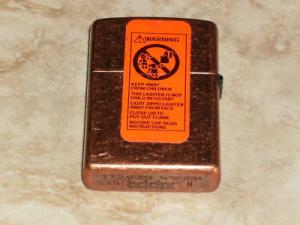 ⚠WARNING
KEEP AWAY
FROM CHILDREN
THIS LIGHTER IS NOT
CHILD RESISTANT
LIGHT ZIPPO LIGHTER
AWAY FROM FACE
CLOSE LID TO
PUT OUT FLAME
BEFORE USE READ
INSTRUCTIONS
zippo